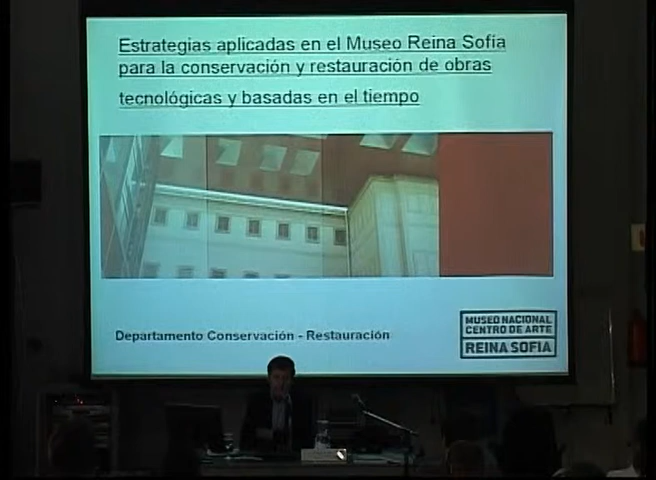 Estrategias aplicadas en el Museo Reina Sofía
para la conservación y restauración de obras
tecnológicas y basadas en el tiempo
Departamento Conservación - Restauración
MUSEO NACIONAL
CENTRO DE ARTE
REINA SOFIA